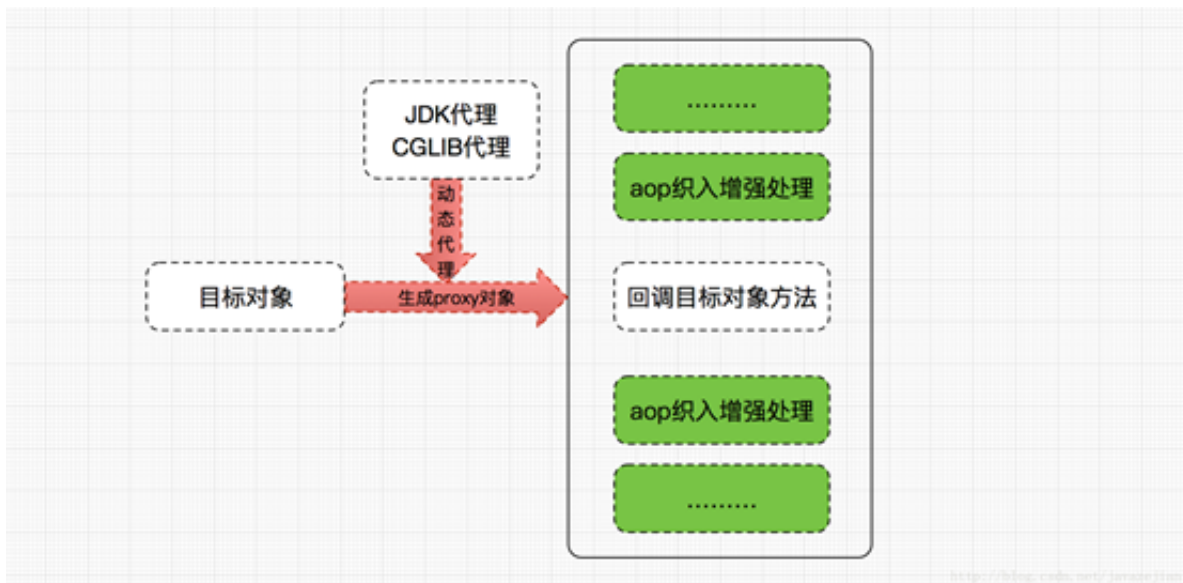 JDK代理
CGLIB代理
动态代理
目标对象
生成proxy对象
.........
aop织入增强处理
回调目标对象方法
aop织入增强处理
.........